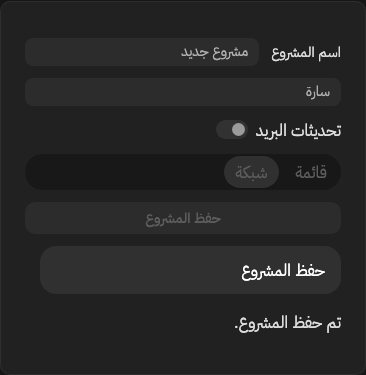 اسم المشروع مشروع جديد
سارة
تحديثات البريد
قائمة شبكة
حفظ المشروع
حفظ المشروع
تم حفظ المشروع.